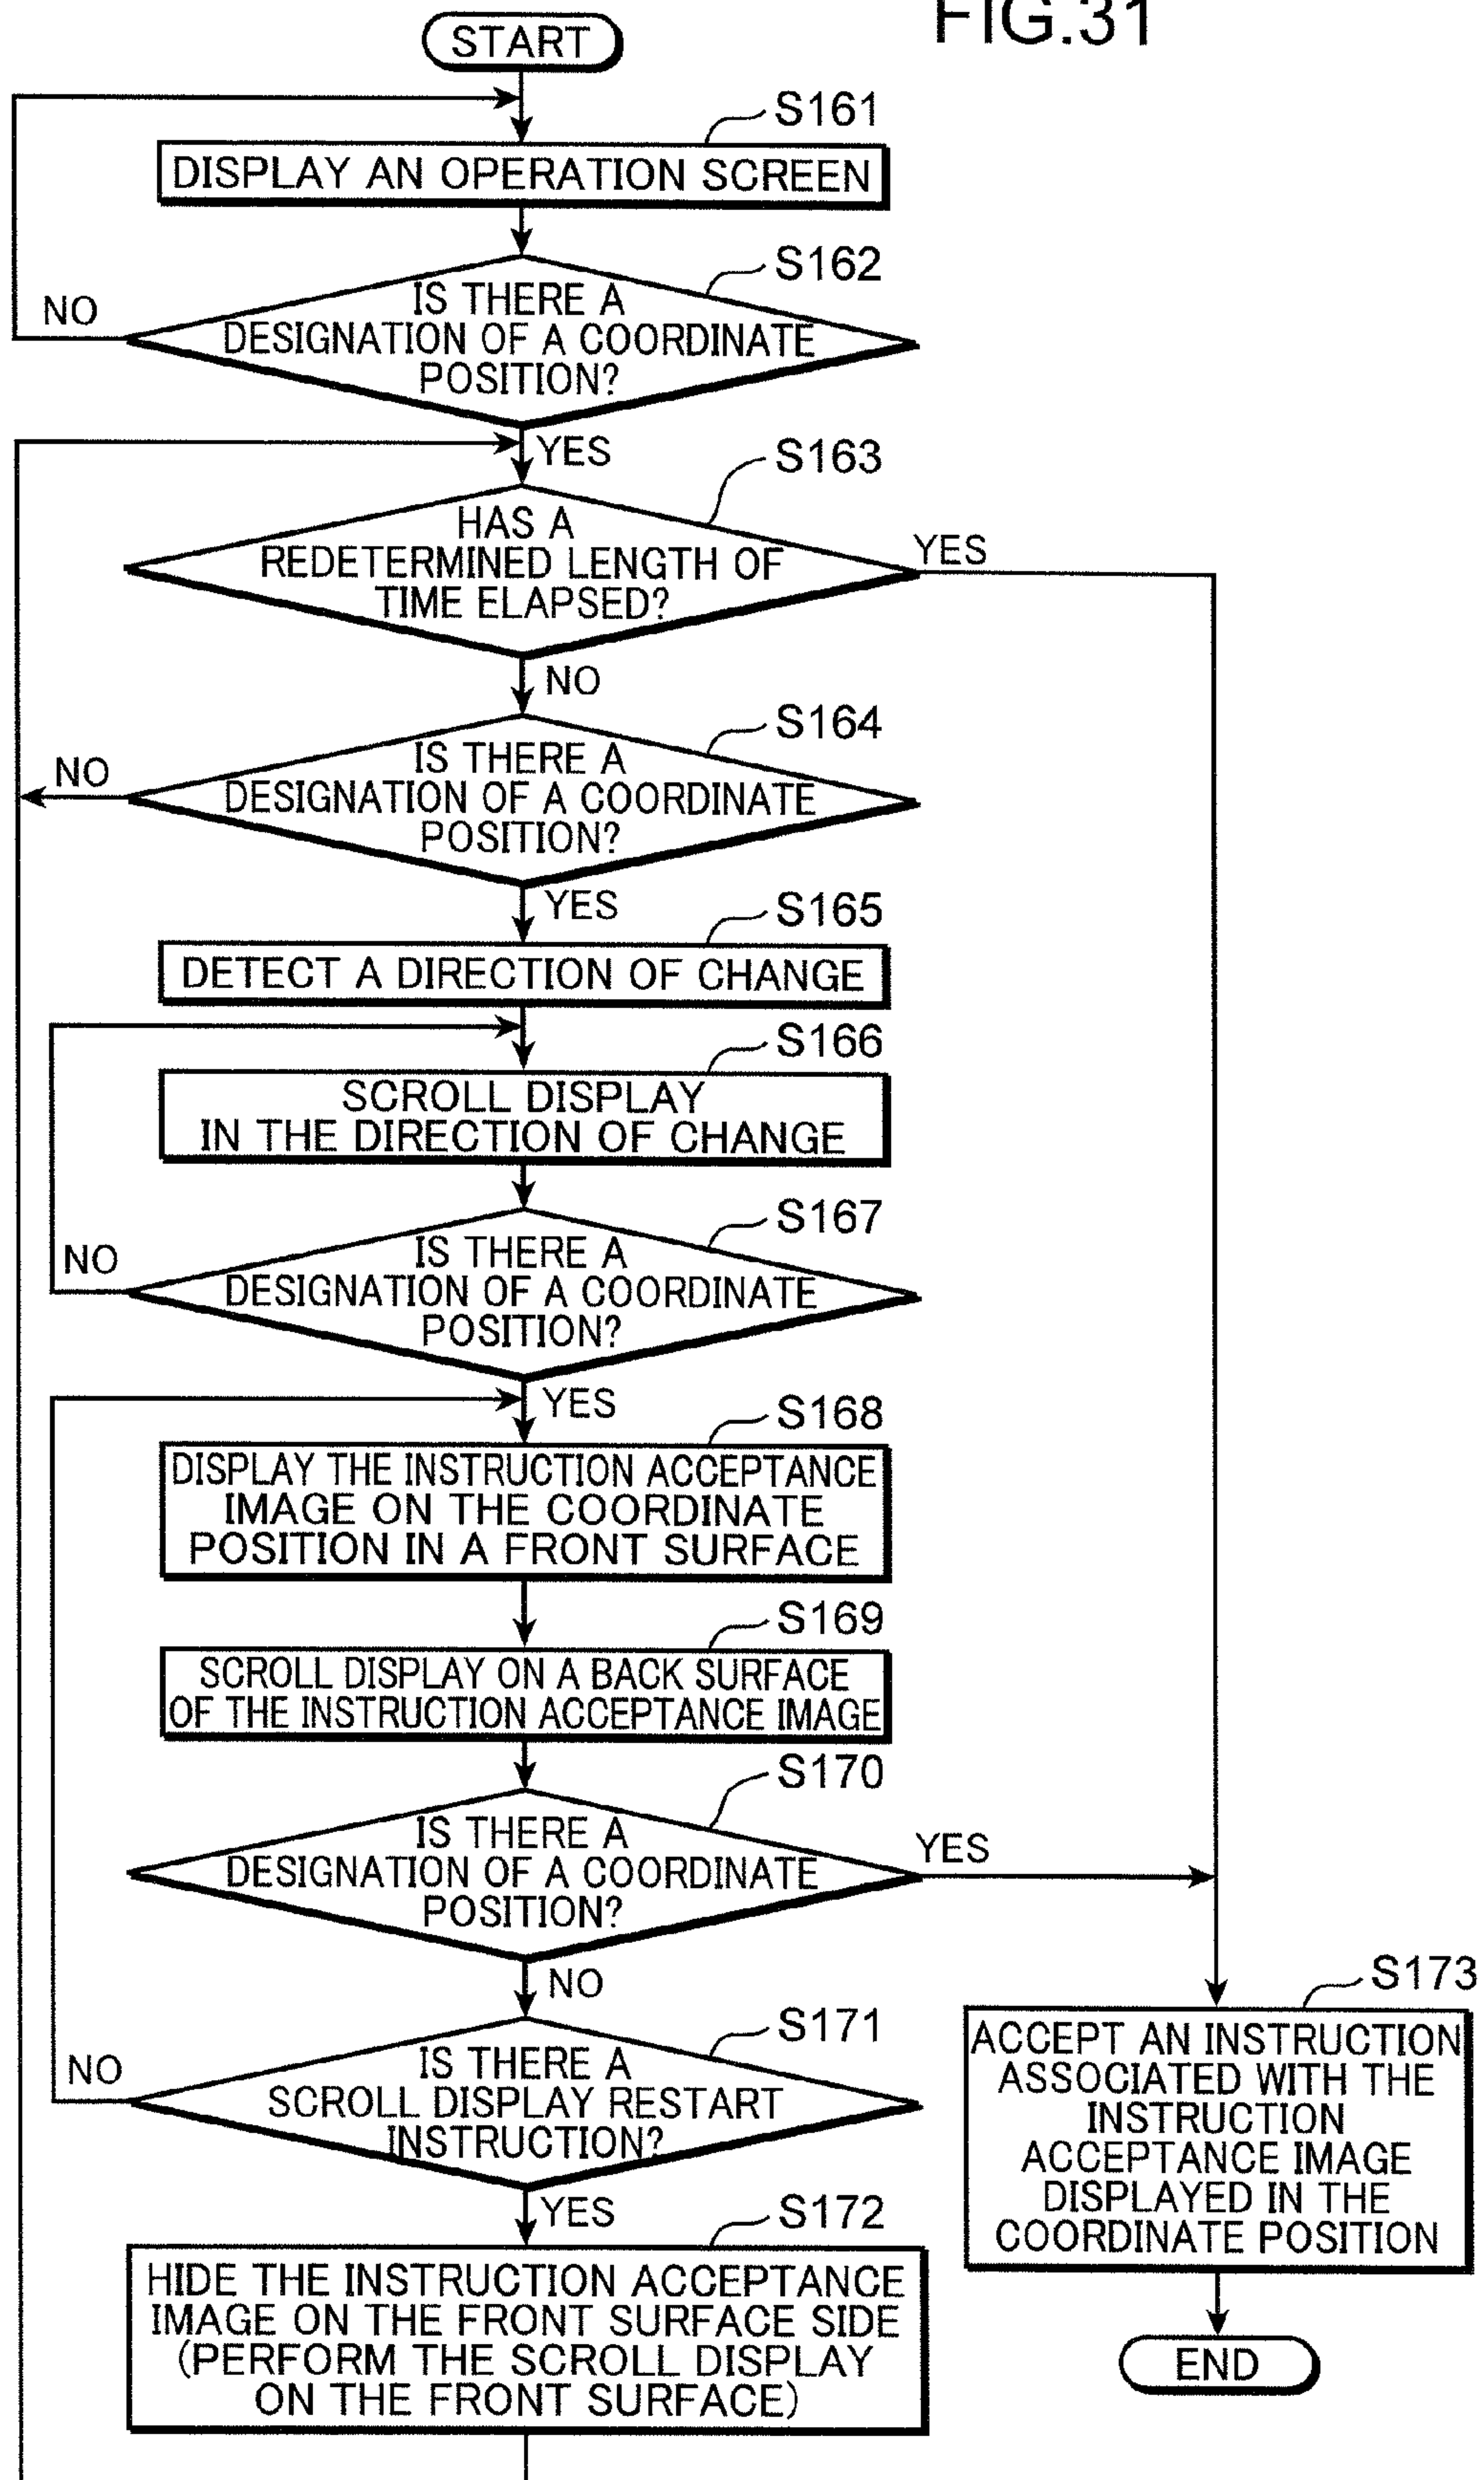 FIG.31
START
S161
DISPLAY AN OPERATION SCREEN
S162
IS THERE A
DESIGNATION OF A COORDINATE
POSITION?
NO
YES
S163
HAS A
REDETERMINED LENGTH OF
TIME ELAPSED?
YES
NO
S164
IS THERE A
DESIGNATION OF A COORDINATE
POSITION?
NO
YES
S165
DETECT A DIRECTION OF CHANGE
S166
SCROLL DISPLAY
IN THE DIRECTION OF CHANGE
S167
IS THERE A
DESIGNATION OF A COORDINATE
POSITION?
NO
YES
S168
DISPLAY THE INSTRUCTION ACCEPTANCE
IMAGE ON THE COORDINATE
POSITION IN A FRONT SURFACE
S169
SCROLL DISPLAY ON A BACK SURFACE
OF THE INSTRUCTION ACCEPTANCE IMAGE
S170
IS THERE A
DESIGNATION OF A COORDINATE
POSITION?
YES
NO
S171
IS THERE A
SCROLL DISPLAY RESTART
INSTRUCTION?
NO
YES
S172
HIDE THE INSTRUCTION ACCEPTANCE
IMAGE ON THE FRONT SURFACE SIDE
(PERFORM THE SCROLL DISPLAY
ON THE FRONT SURFACE)
S173
ACCEPT AN INSTRUCTION
ASSOCIATED WITH THE
INSTRUCTION
ACCEPTANCE IMAGE
DISPLAYED IN THE
COORDINATE POSITION
END